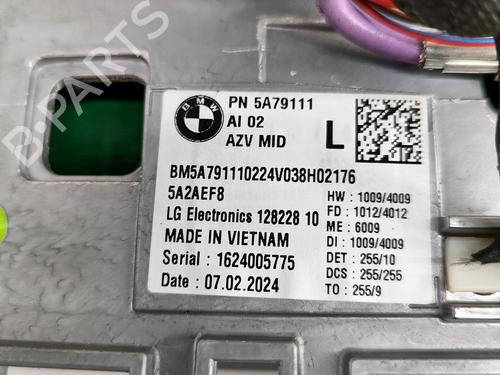 BMW
PN 5A79111
AI 02
AZV MID
L
BM5A791110224V038H02176
5A2AEF8
LG Electronics 128228 10
MADE IN VIETNAM
Serial : 1624005775
Date : 07.02.2024
HW : 1009/4009
FD : 1012/4012
ME : 6009
DI : 1009/4009
DET : 255/10
DCS : 255/255
TO : 255/9
B-PARTS